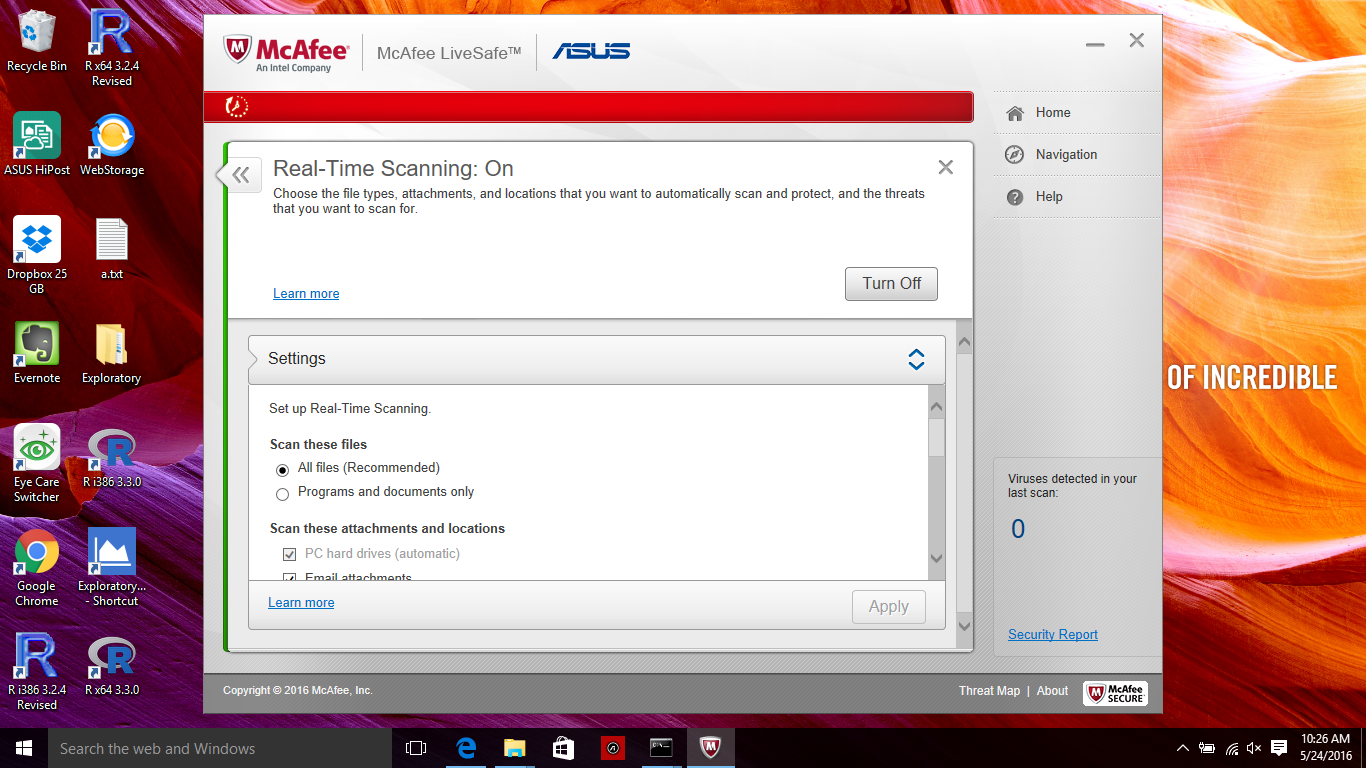 Recycle Bin
R x64 3.2.4
Revised
ASUS HiPost
WebStorage
Dropbox 25
GB
a.txt
Evernote
Exploratory
Eye Care
Switcher
R i386 3.3.0
Google
Chrome
Exploratory...
- Shortcut
R i386 3.2.4
Revised
R x64 3.3.0
McAfee
An Intel Company
McAfee LiveSafe™
ASUS
Real-Time Scanning: On
Choose the file types, attachments, and locations that you want to automatically scan and protect, and the threats
that you want to scan for.
Learn more
Turn Off
Settings
Set up Real-Time Scanning.
Scan these files
All files (Recommended)
Programs and documents only
Scan these attachments and locations
PC hard drives (automatic)
Email attachments
Learn more
Apply
Home
Navigation
Help
Viruses detected in your
last scan:
0
Security Report
Copyright © 2016 McAfee, Inc.
Threat Map | About
McAfee
SECURE
OF INCREDIBLE
Search the web and Windows
10:26 AM
5/24/2016